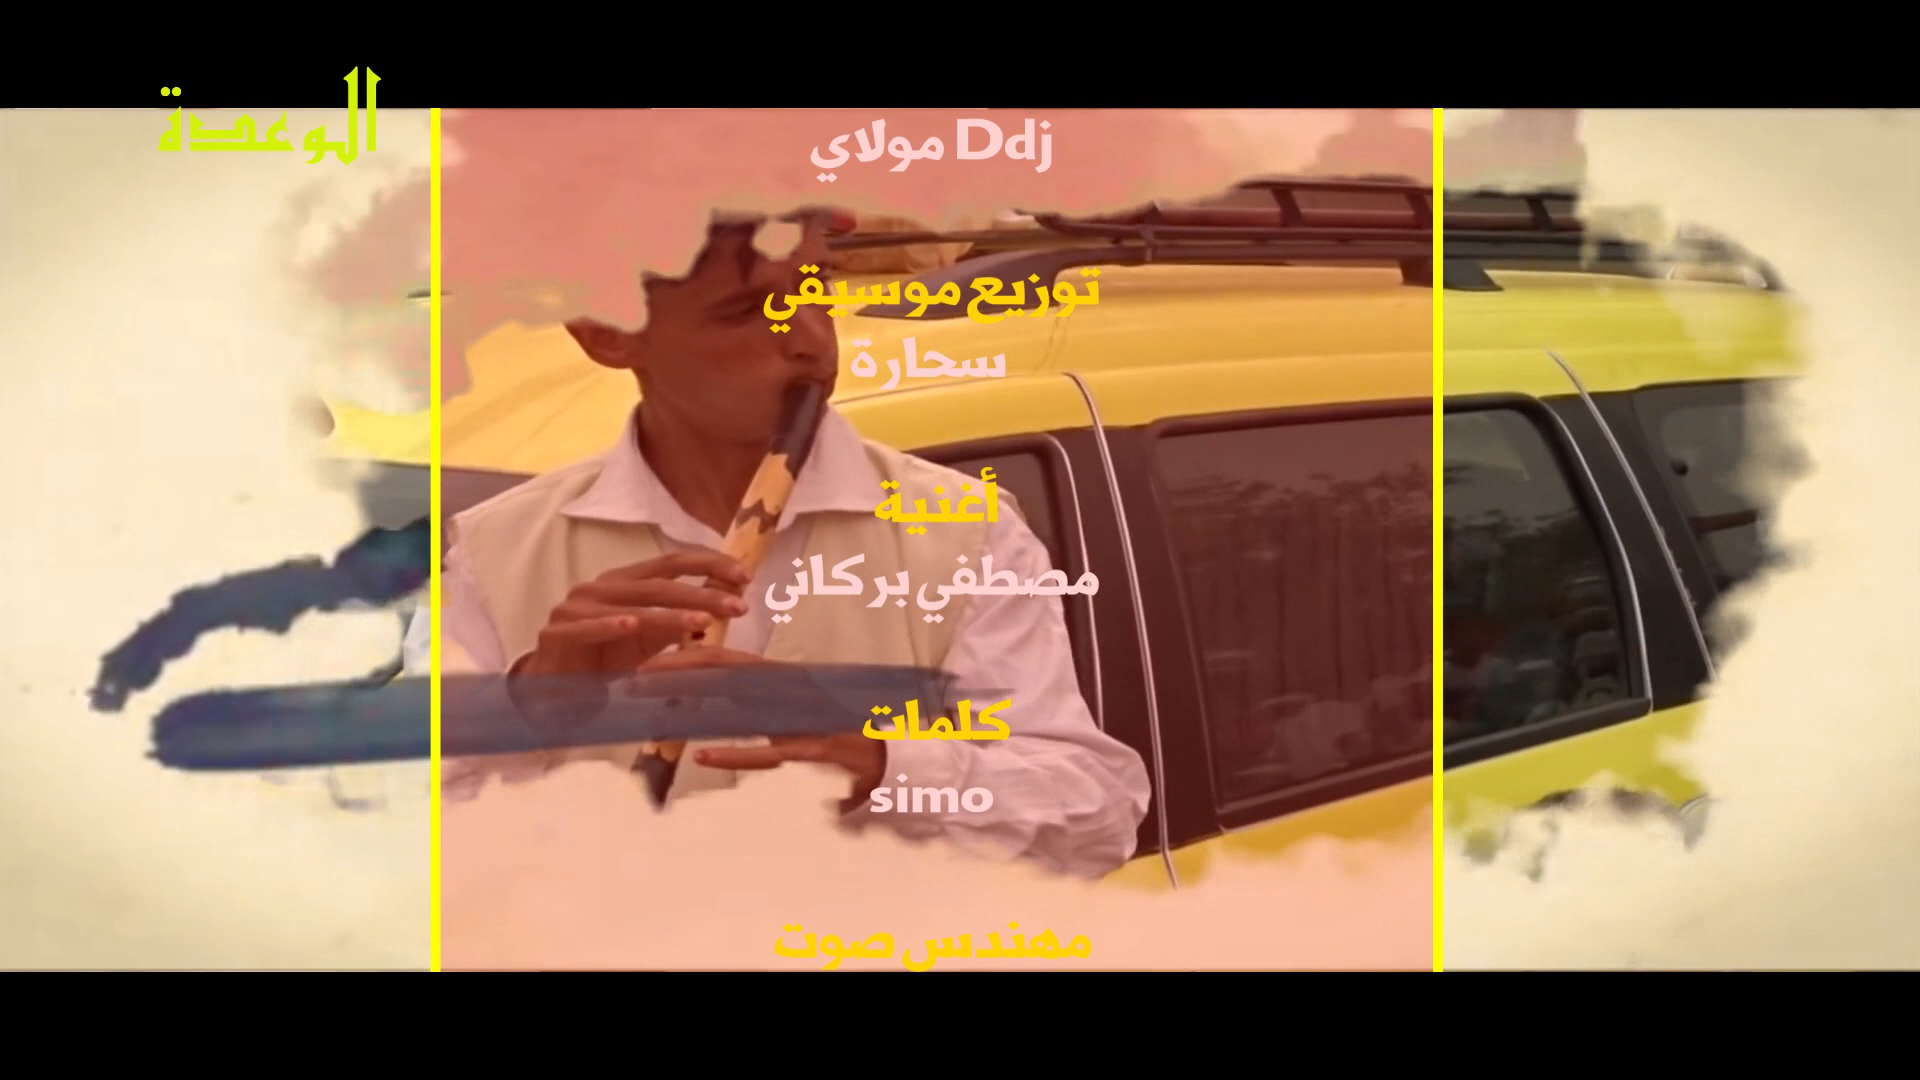 الوعدة
Ddj مولاي
توزيع موسيقي
سحارة
أغنية
مصطفي بركاني
كلمات
simo
مهندس صوت